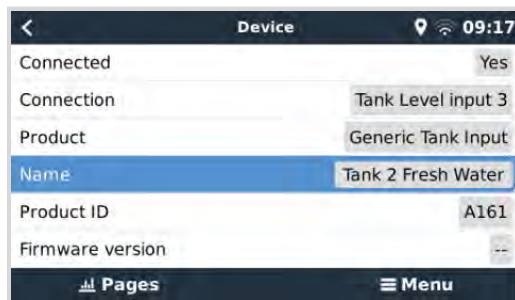 Device 09:17
Connected Yes
Connection Tank Level input 3
Product Generic Tank Input
Name Tank 2 Fresh Water
Product ID A161
Firmware version --
Pages Menu